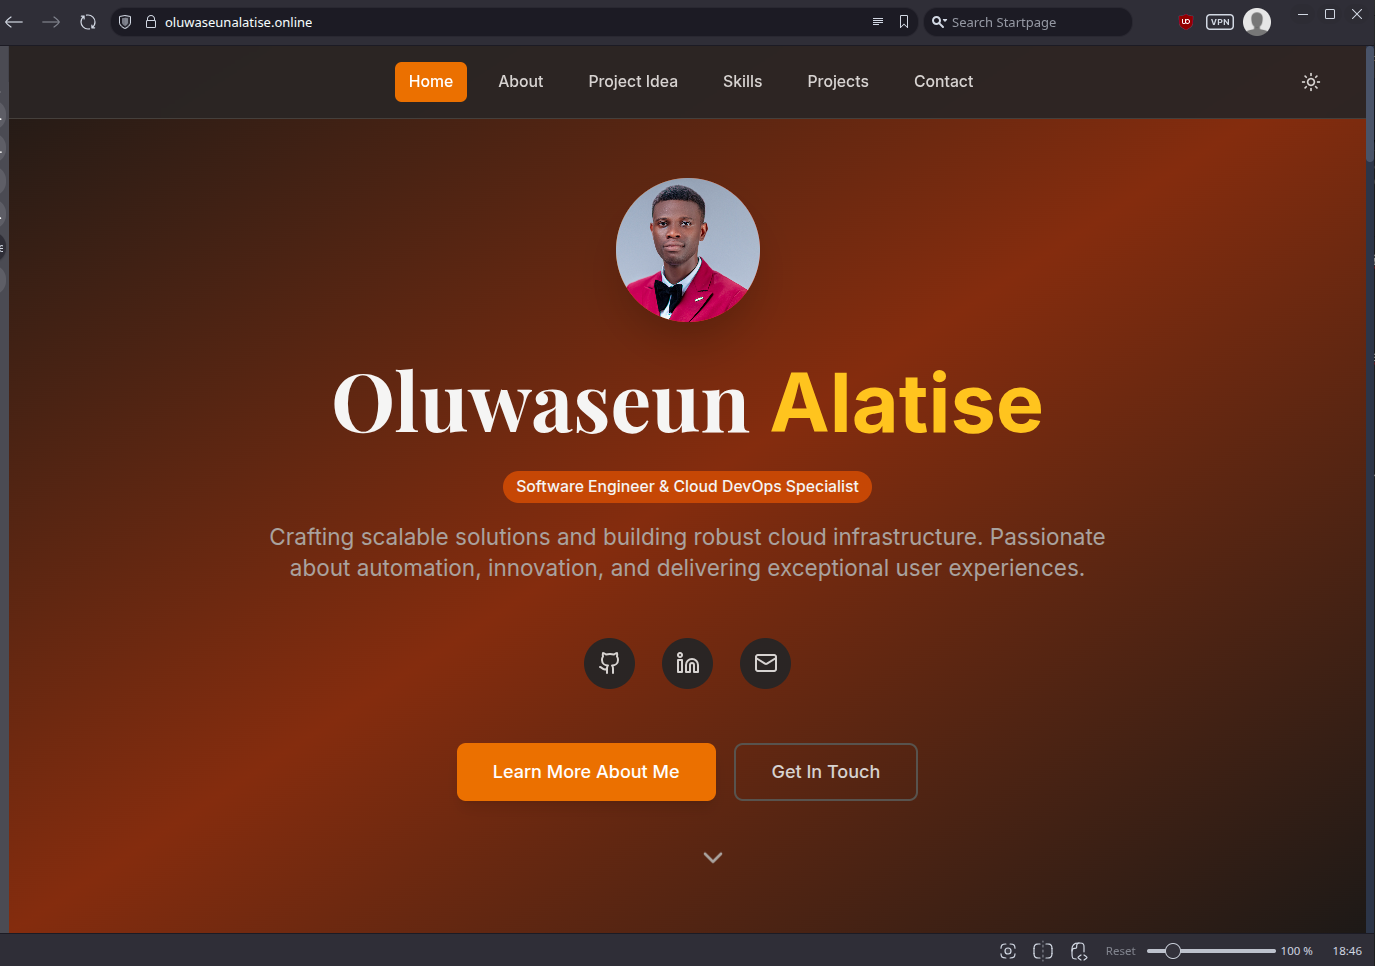 oluwaseunalatise.online
Search Startpage
VPN
Home About Project Idea Skills Projects Contact
Oluwaseun Alatise
Software Engineer & Cloud DevOps Specialist
Crafting scalable solutions and building robust cloud infrastructure. Passionate
about automation, innovation, and delivering exceptional user experiences.
Learn More About Me
Get In Touch
Reset
100 %
18:46